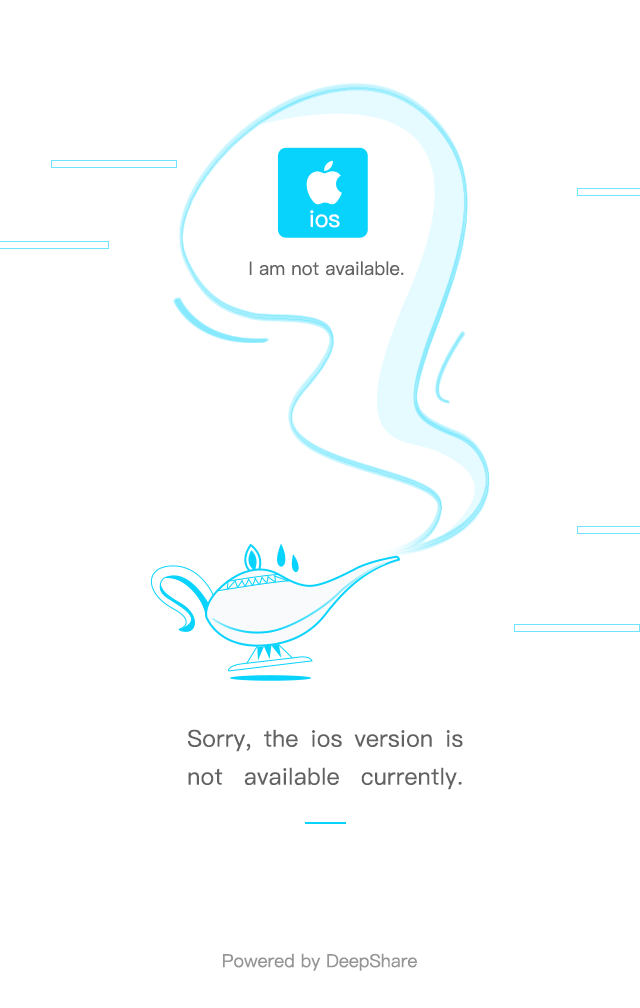 ios
I am not available.
Sorry, the ios version is
not available currently.
Powered by DeepShare